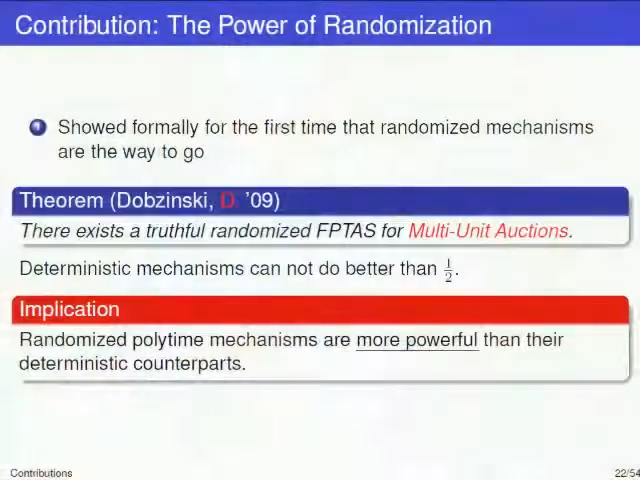 Contribution: The Power of Randomization
1 Showed formally for the first time that randomized mechanisms
are the way to go
Theorem (Dobzinski, D. '09)
There exists a truthful randomized FPTAS for Multi-Unit Auctions.
Deterministic mechanisms can not do better than 1/2.
Implication
Randomized polytime mechanisms are more powerful than their
deterministic counterparts.
Contributions 22/54